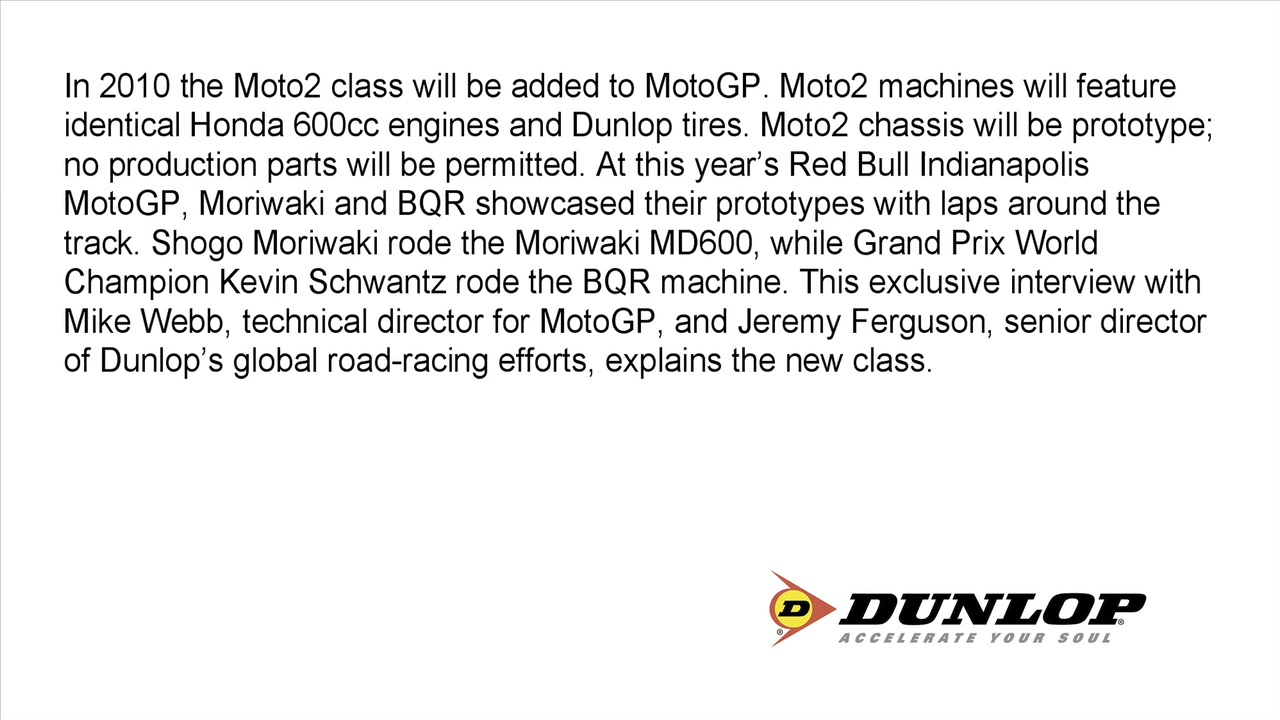 In 2010 the Moto2 class will be added to MotoGP. Moto2 machines will feature
identical Honda 600cc engines and Dunlop tires. Moto2 chassis will be prototype;
no production parts will be permitted. At this year’s Red Bull Indianapolis
MotoGP, Moriwaki and BQR showcased their prototypes with laps around the
track. Shogo Moriwaki rode the Moriwaki MD600, while Grand Prix World
Champion Kevin Schwantz rode the BQR machine. This exclusive interview with
Mike Webb, technical director for MotoGP, and Jeremy Ferguson, senior director
of Dunlop’s global road-racing efforts, explains the new class.
D ® DUNLOP®
ACCELERATE YOUR SOUL